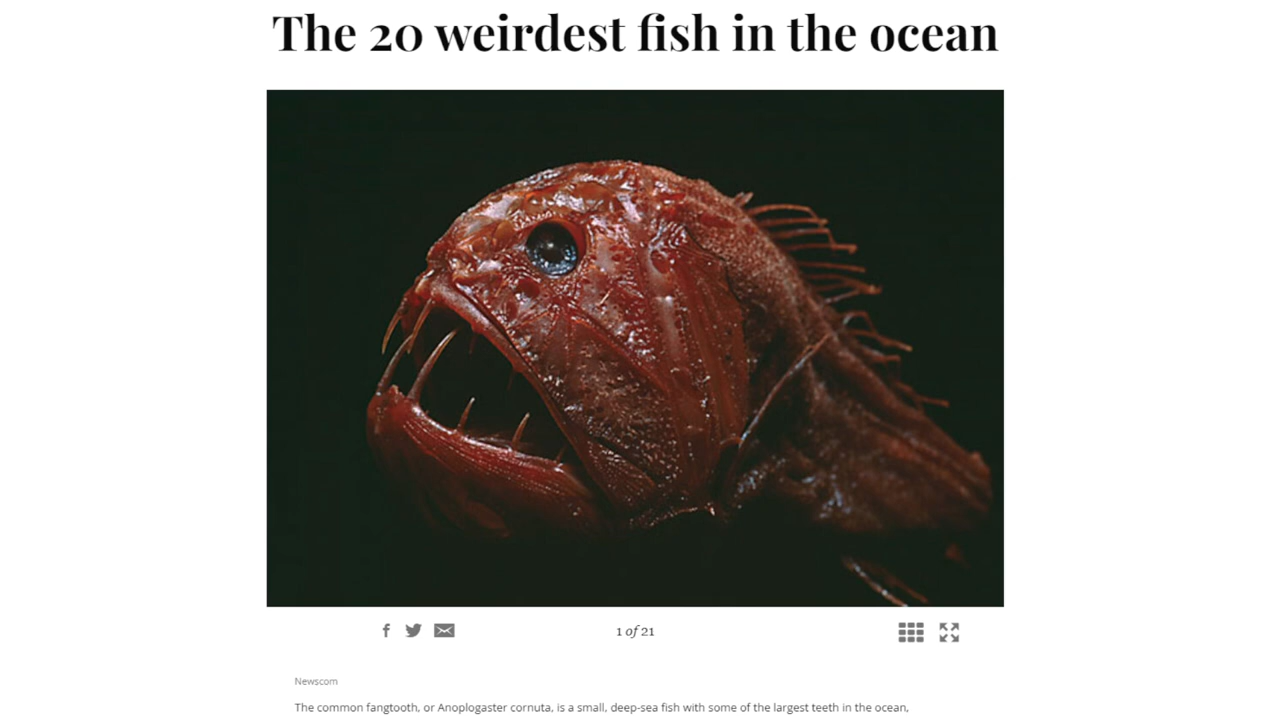 The 20 weirdest fish in the ocean
1 of 21
Newscom
The common fangtooth, or Anoplogaster cornuta, is a small, deep-sea fish with some of the largest teeth in the ocean,